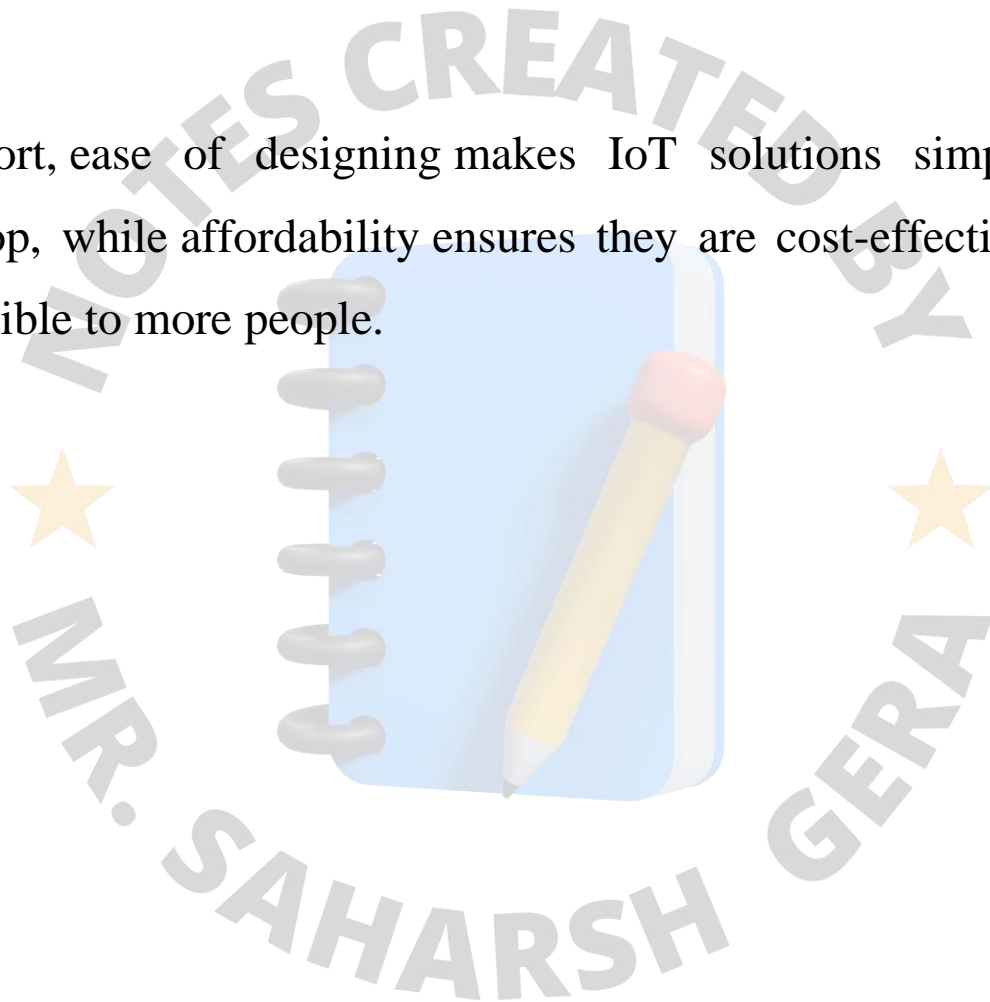 ort, ease of designing makes IoT solutions simp
op, while affordability ensures they are cost-effecti
ible to more people.
NOTES CREATED BY
MR. SAHARSH GERA